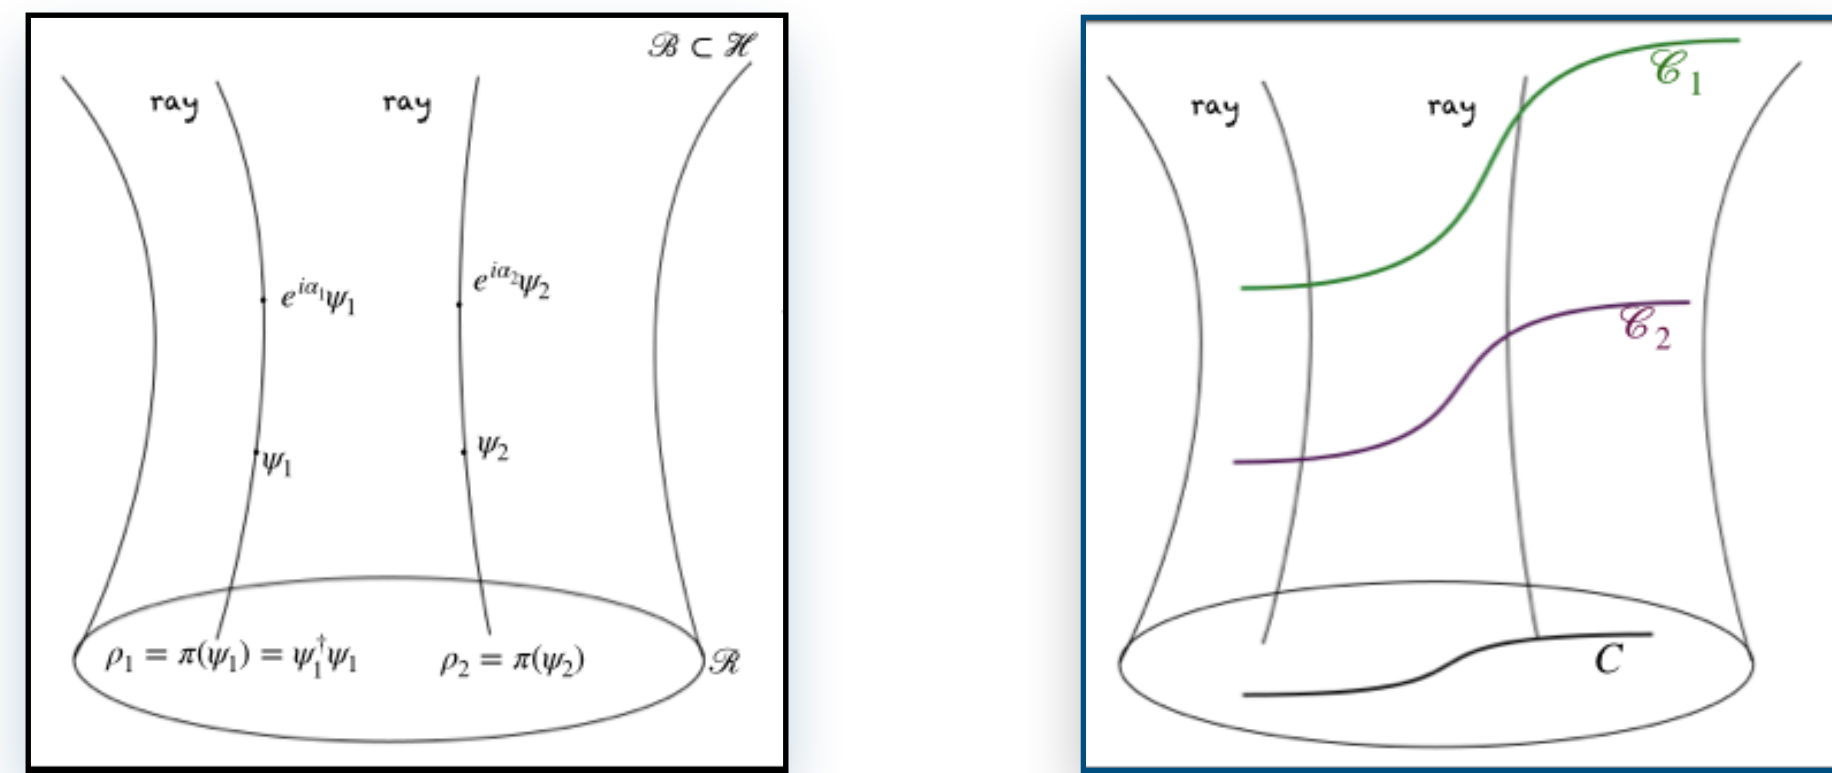 ℬ ⊂ ℋ
ray ray
e^{iα₁}ψ₁
e^{iα₂}ψ₂
ψ₁
ψ₂
ρ₁ = π(ψ₁) = ψ₁†ψ₁
ρ₂ = π(ψ₂)
ℛ
𝒞₁
ray ray
𝒞₂
C